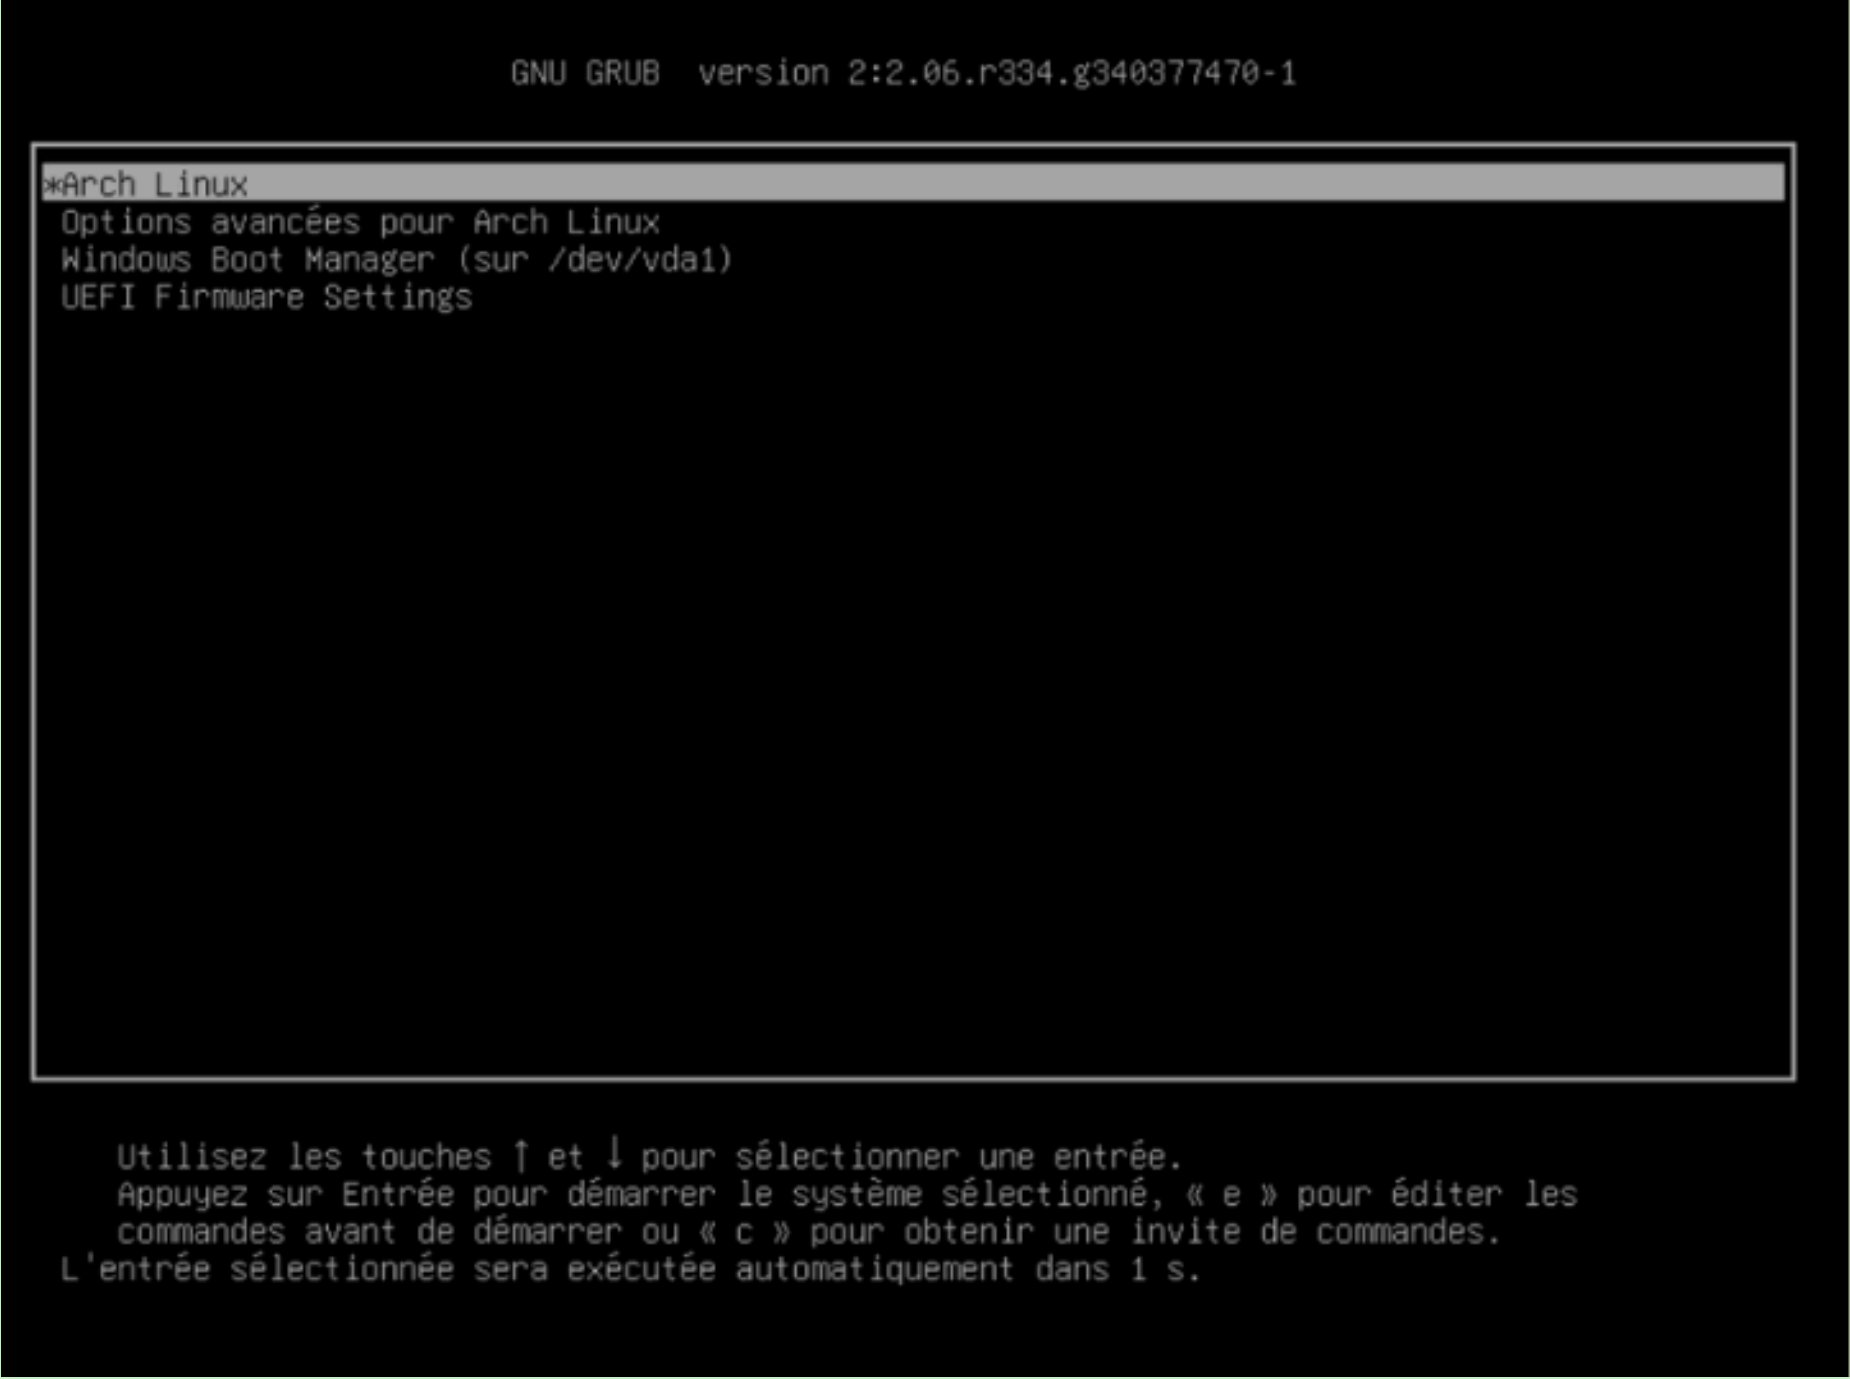 GNU GRUB  version 2:2.06.r334.g340377470-1
*Arch Linux
Options avancées pour Arch Linux
Windows Boot Manager (sur /dev/vda1)
UEFI Firmware Settings
Utilisez les touches ↑ et ↓ pour sélectionner une entrée.
Appuyez sur Entrée pour démarrer le système sélectionné, « e » pour éditer les
commandes avant de démarrer ou « c » pour obtenir une invite de commandes.
L'entrée sélectionnée sera exécutée automatiquement dans 1 s.